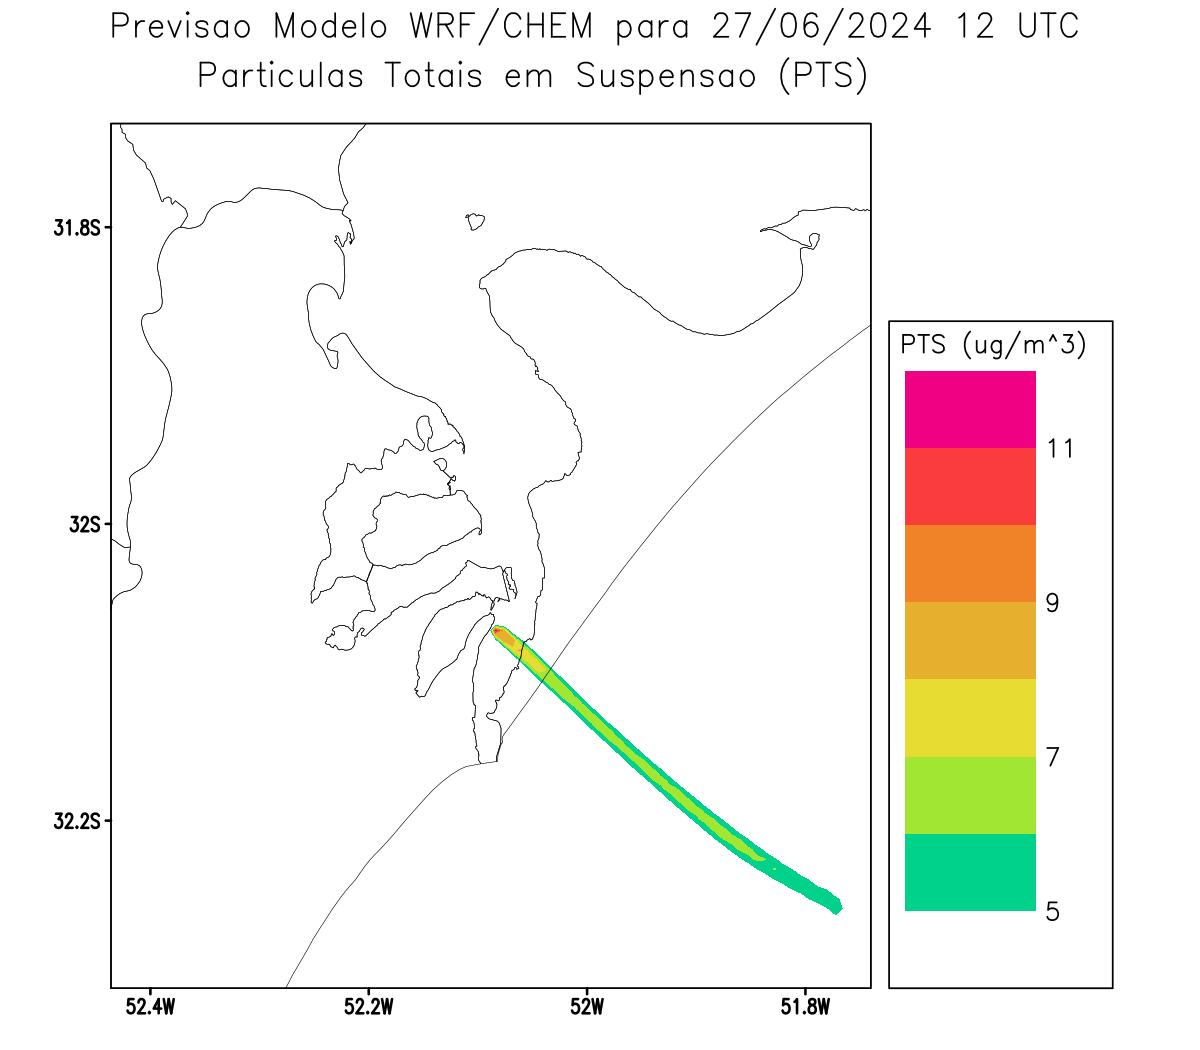 Previsao Modelo WRF/CHEM para 27/06/2024 12 UTC
Particulas Totais em Suspensao (PTS)
31.8S
32S
32.2S
52.4W 52.2W 52W 51.8W
PTS (ug/m^3)
11
9
7
5